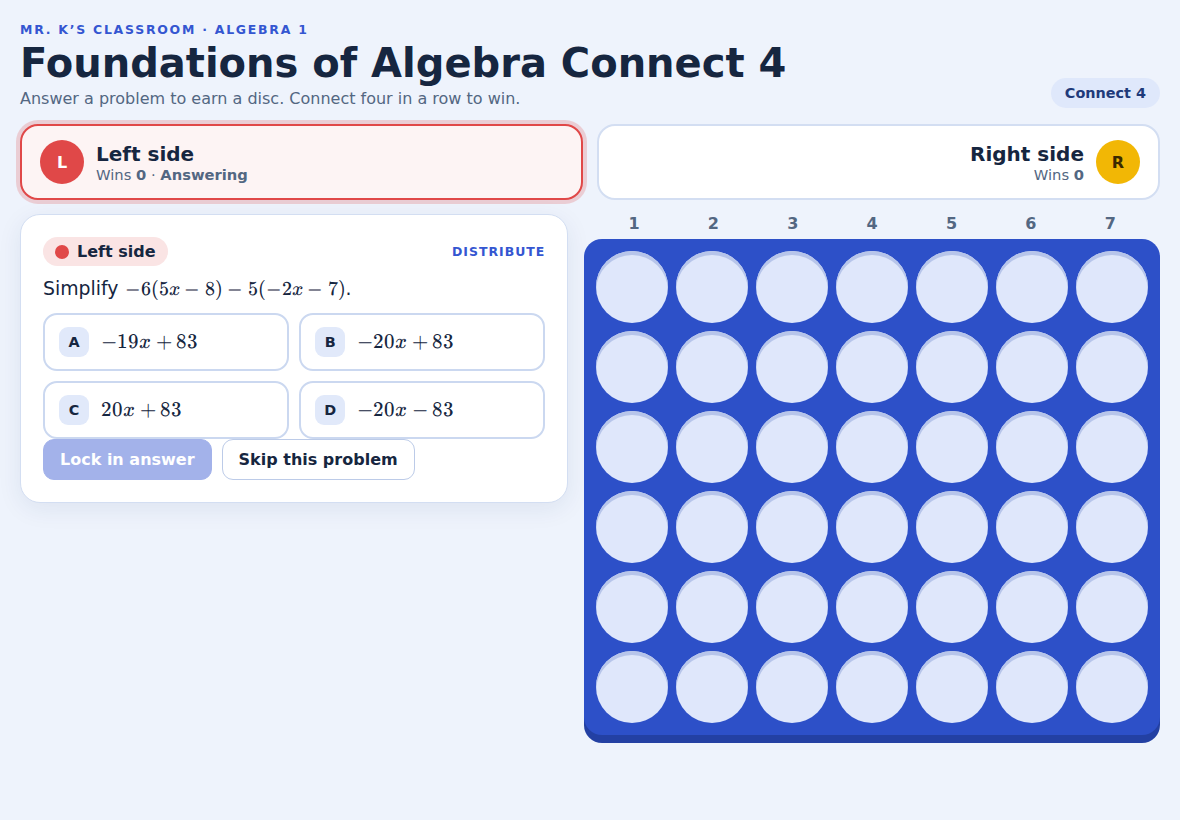 MR. K’S CLASSROOM · ALGEBRA 1
Foundations of Algebra Connect 4
Answer a problem to earn a disc. Connect four in a row to win.
Connect 4
L
Left side
Wins 0 · Answering
Right side
Wins 0
R
Left side
DISTRIBUTE
Simplify −6(5x − 8) − 5(−2x − 7).
A −19x + 83
B −20x + 83
C 20x + 83
D −20x − 83
Lock in answer
Skip this problem
1 2 3 4 5 6 7